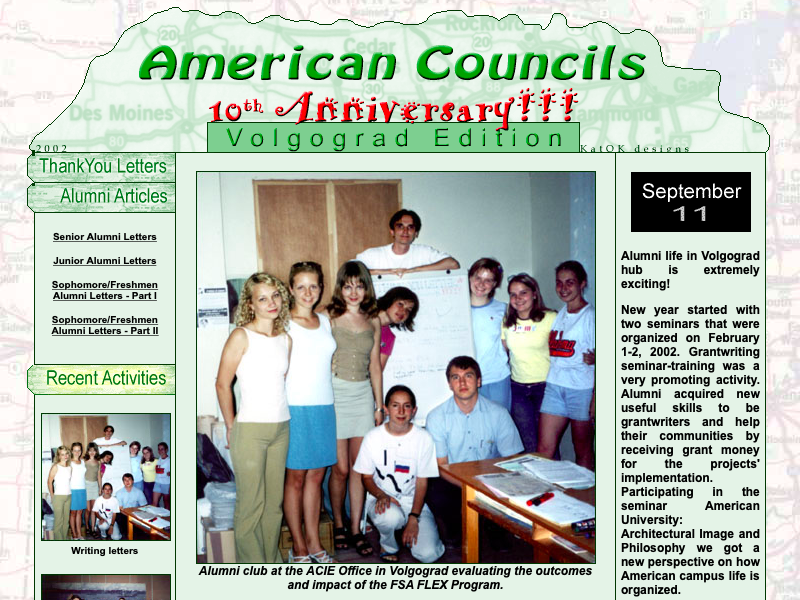 American Councils
10th Anniversary!!!
Volgograd Edition
2002
KatOK designs
ThankYou Letters
Alumni Articles
Senior Alumni Letters
Junior Alumni Letters
Sophomore/Freshmen
Alumni Letters - Part I
Sophomore/Freshmen
Alumni Letters - Part II
Recent Activities
Writing letters
Alumni club at the ACIE Office in Volgograd evaluating the outcomes
and impact of the FSA FLEX Program.
September
11
Alumni life in Volgograd
hub is extremely
exciting!
New year started with
two seminars that were
organized on February
1-2, 2002. Grantwriting
seminar-training was a
very promoting activity.
Alumni acquired new
useful skills to be
grantwriters and help
their communities by
receiving grant money
for the projects'
implementation.
Participating in the
seminar American
University:
Architectural Image and
Philosophy we got a
new perspective on how
American campus life is
organized.
Des Moines
Rockford
Cedar